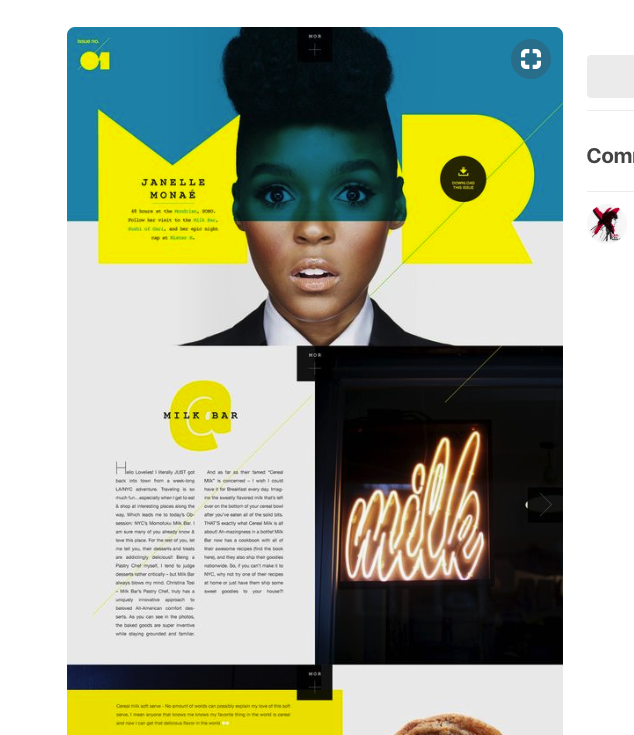 issue no.
01
MOR
M R
JANELLE
MONAÉ
48 hours at the Mondrian, SOHO.
Follow her visit to the Milk Bar,
Sushi of Gari, and her epic night
cap at Mister H.
DOWNLOAD
THIS ISSUE
Comm
MOR
MILK BAR
Hello Lovelies! I literally JUST got
back into town from a week-long
LA/NYC adventure. Traveling is so
much fun...especially when I get to eat
& shop at interesting places along the
way. Which leads me to today's Ob-
session: NYC's Momofuku Milk Bar. I
am sure many of you already know &
love this place. For the rest of you, let
me tell you, their desserts and treats
are addictingly delicious!! Being a
Pastry Chef myself, I tend to judge
desserts rather critically – but Milk Bar
always blows my mind. Christina Tosi
– Milk Bar's Pastry Chef, truly has a
uniquely innovative approach to
beloved All-American comfort des-
serts. As you can see in the photos,
the baked goods are super inventive
while staying grounded and familiar.
And as far as their famed "Cereal
Milk" is concerned – I wish I could
have it for Breakfast every day. Imag-
ine the sweetly flavored milk that's left
over on the bottom of your cereal bowl
after you've eaten all of the solid bits.
THAT'S exactly what Cereal Milk is all
about! Ah-mazingness in a bottle! Milk
Bar now has a cookbook with all of
their awesome recipes (find the book
here), and they also ship their goodies
nationwide. So, if you can't make it to
NYC, why not try one of their recipes
at home or just have them ship some
sweet goodies to your house?!
milk
MOR
Cereal milk soft serve - No amount of words can possibly explain my love of this soft
serve. I mean anyone that knows me knows my favorite thing in the world is cereal
and now I can get that delicious flavor in the world